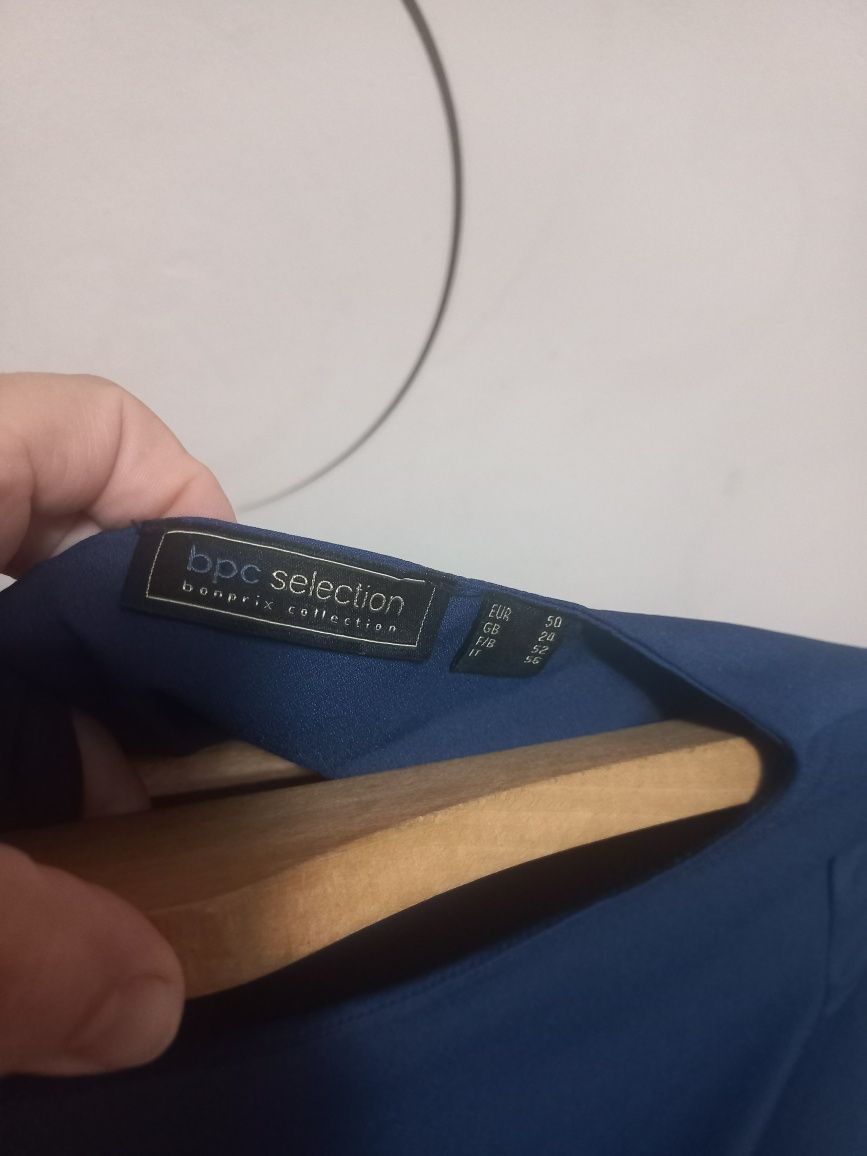 bpc selection
bonprix collection
EUR 50
GB 24
F/B 52
IT 56